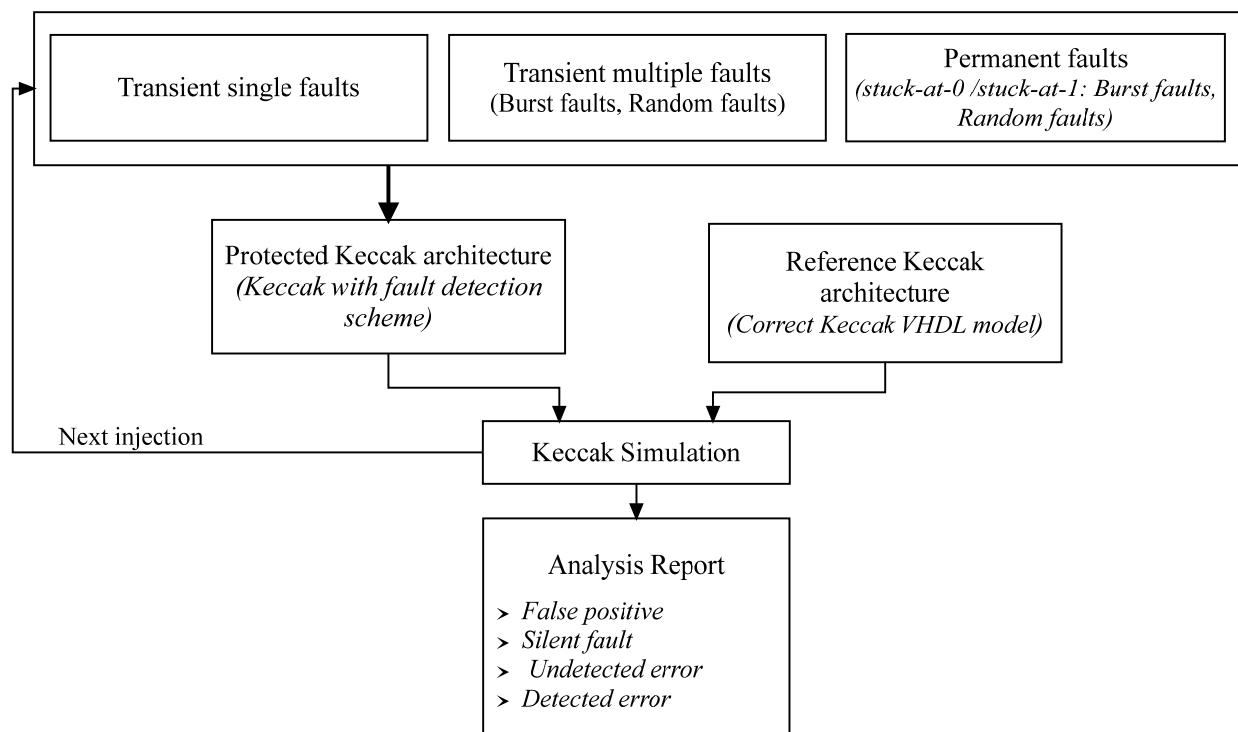 Transient single faults
Transient multiple faults
(Burst faults, Random faults)
Permanent faults
(stuck-at-0 /stuck-at-1: Burst faults,
Random faults)
Protected Keccak architecture
(Keccak with fault detection
scheme)
Reference Keccak
architecture
(Correct Keccak VHDL model)
Next injection
Keccak Simulation
Analysis Report
➢ False positive
➢ Silent fault
➢ Undetected error
➢ Detected error